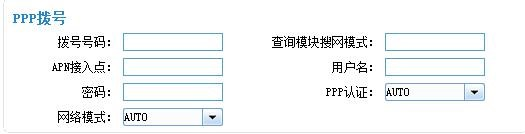 PPP拨号
拨号号码： 查询模块搜网模式：
APN接入点： 用户名：
密码： PPP认证： AUTO
网络模式： AUTO